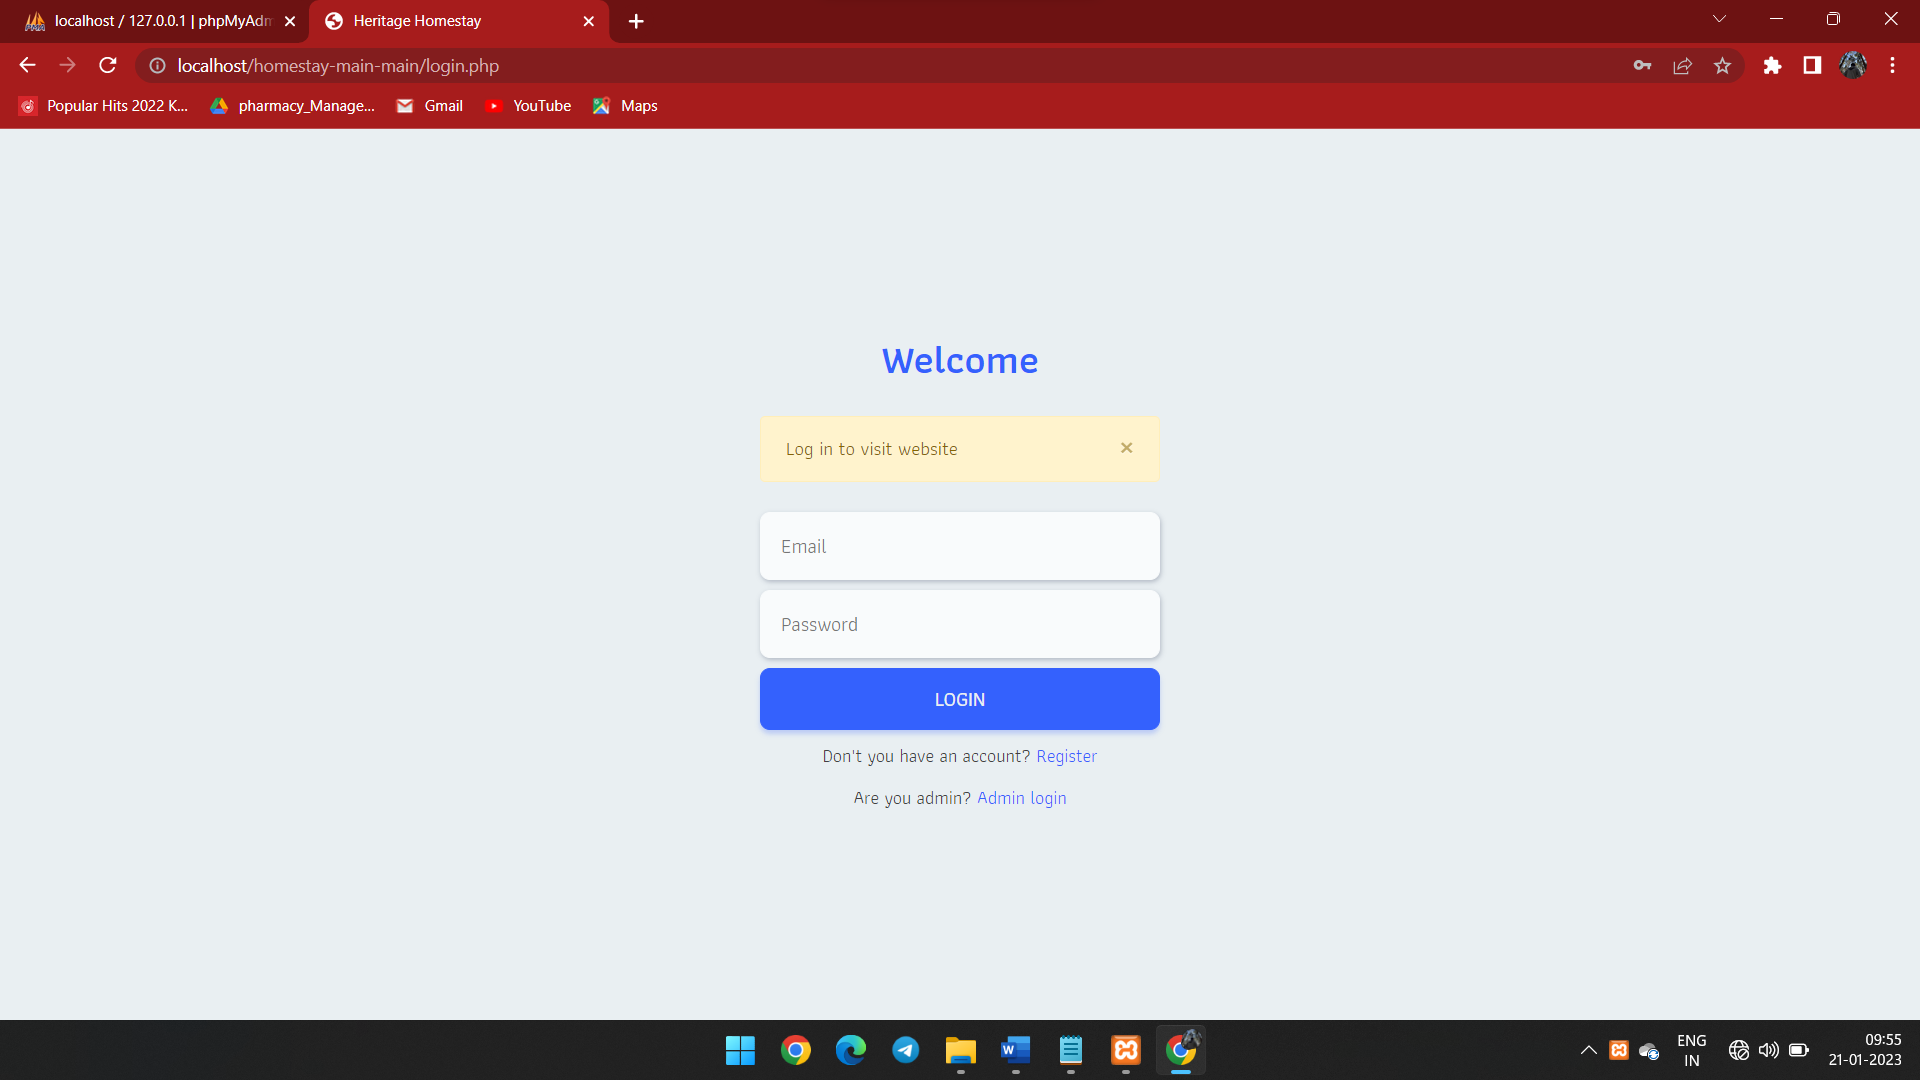 localhost / 127.0.0.1 | phpMyAdm
Heritage Homestay
localhost/homestay-main-main/login.php
Popular Hits 2022 K...
pharmacy_Manage...
Gmail
YouTube
Maps
Welcome
Log in to visit website
Email
Password
LOGIN
Don't you have an account? Register
Are you admin? Admin login
ENG
IN
09:55
21-01-2023